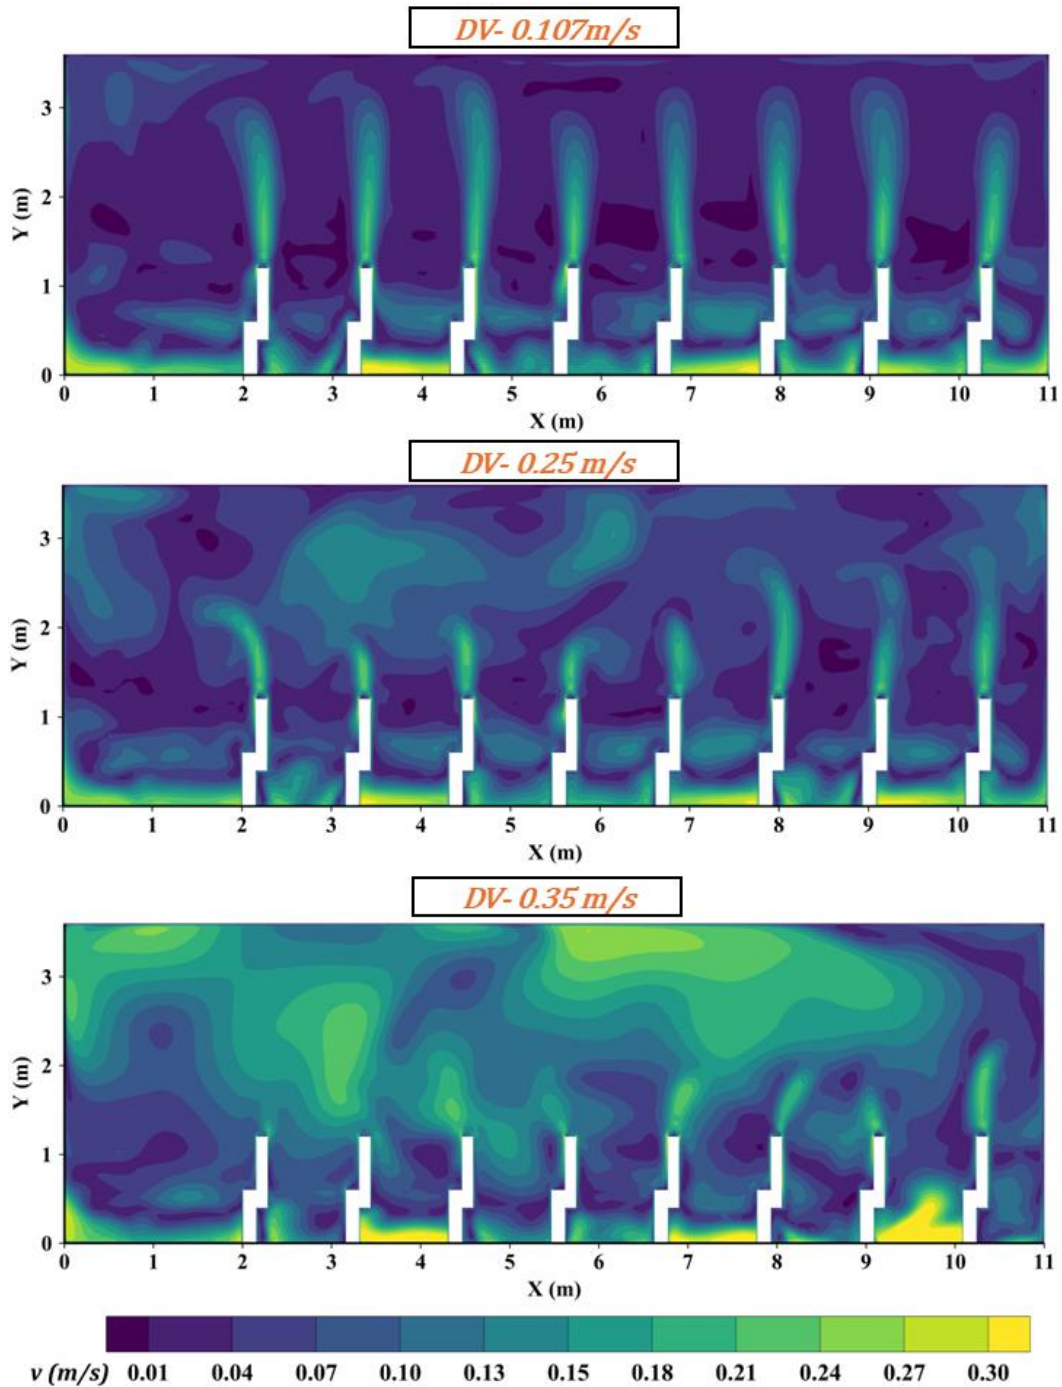 DV- 0.107m/s
3
2
1
0
Y (m)
0 1 2 3 4 5 6 7 8 9 10 11
X (m)
DV- 0.25 m/s
3
2
1
0
Y (m)
0 1 2 3 4 5 6 7 8 9 10 11
X (m)
DV- 0.35 m/s
3
2
1
0
Y (m)
0 1 2 3 4 5 6 7 8 9 10 11
X (m)
v (m/s) 0.01 0.04 0.07 0.10 0.13 0.15 0.18 0.21 0.24 0.27 0.30